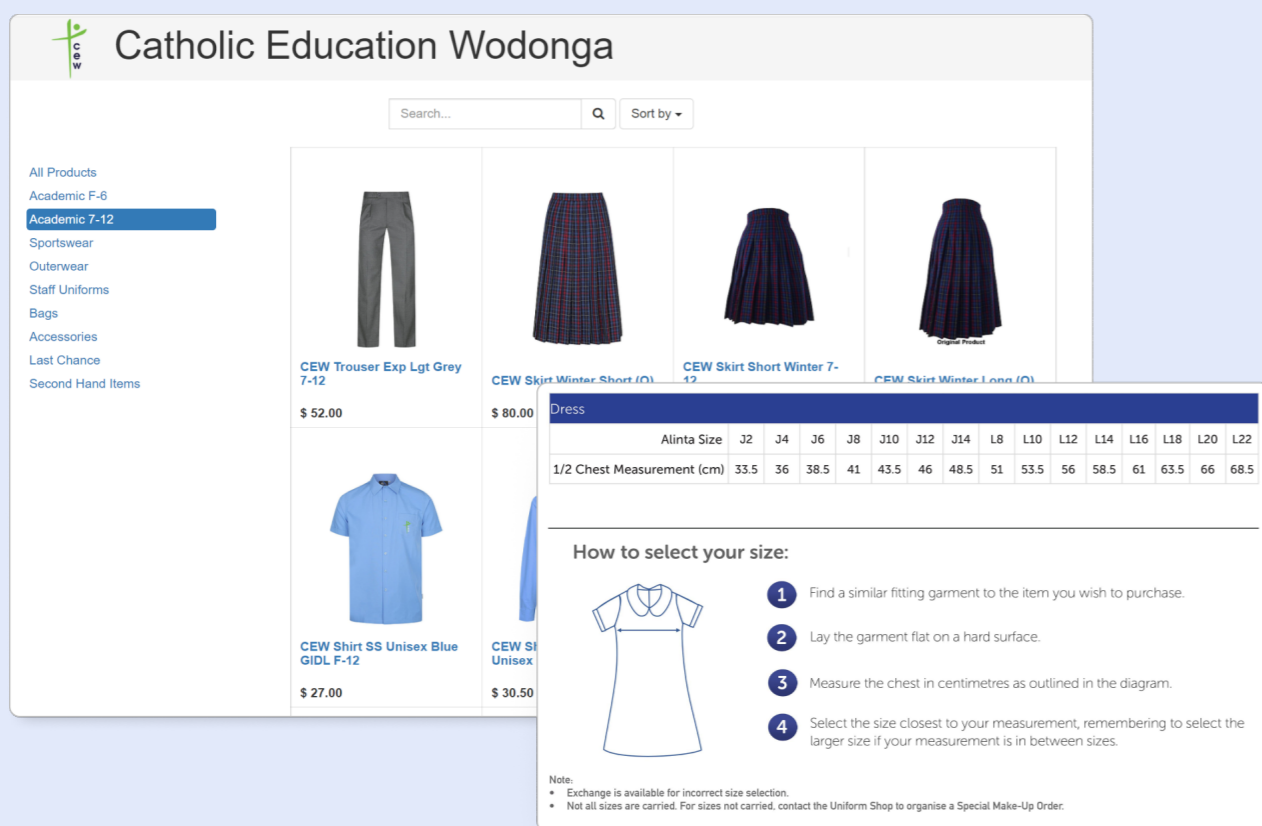 cew
Catholic Education Wodonga
Search...
Sort by
All Products
Academic F-6
Academic 7-12
Sportswear
Outerwear
Staff Uniforms
Bags
Accessories
Last Chance
Second Hand Items
CEW Trouser Exp Lgt Grey
7-12
$ 52.00
CEW Skirt Winter Short (O)
$ 80.00
CEW Skirt Short Winter 7-
12
Original Product
CEW Skirt Winter Long (O)
CEW Shirt SS Unisex Blue
GIDL F-12
$ 27.00
CEW
Unisex
$ 30.50
Dress
Alinta Size J2 J4 J6 J8 J10 J12 J14 L8 L10 L12 L14 L16 L18 L20 L22
1/2 Chest Measurement (cm) 33.5 36 38.5 41 43.5 46 48.5 51 53.5 56 58.5 61 63.5 66 68.5
How to select your size:
1 Find a similar fitting garment to the item you wish to purchase.
2 Lay the garment flat on a hard surface.
3 Measure the chest in centimetres as outlined in the diagram.
4 Select the size closest to your measurement, remembering to select the
larger size if your measurement is in between sizes.
Note:
• Exchange is available for incorrect size selection.
• Not all sizes are carried. For sizes not carried, contact the Uniform Shop to organise a Special Make-Up Order.